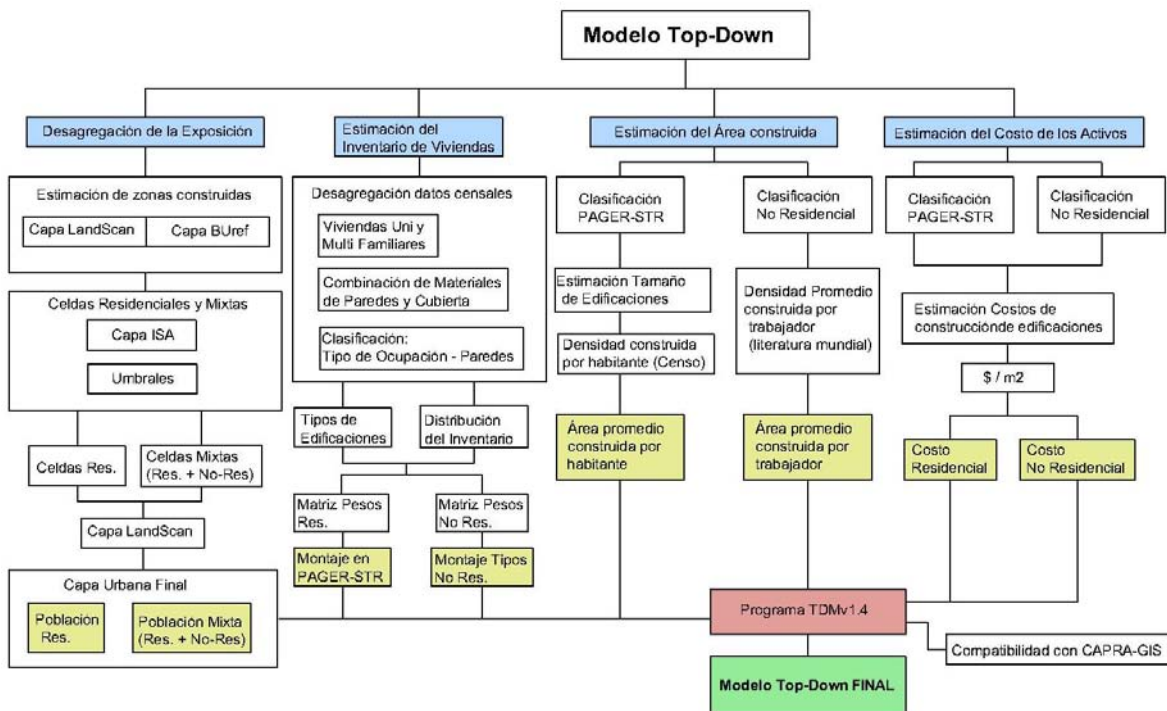 Modelo Top-Down
Desagregación de la Exposición
Estimación de zonas construidas
Capa LandScan
Capa BUref
Celdas Residenciales y Mixtas
Capa ISA
Umbrales
Celdas Res.
Celdas Mixtas
(Res. + No-Res)
Capa LandScan
Capa Urbana Final
Población
Res.
Población Mixta
(Res. + No-Res)
Estimación del
Inventario de Viviendas
Desagregación datos censales
Viviendas Uni y
Multi Familiares
Combinación de Materiales
de Paredes y Cubierta
Clasificación:
Tipo de Ocupación - Paredes
Tipos de
Edificaciones
Distribución
del Inventario
Matriz Pesos
Res.
Matriz Pesos
No Res.
Montaje en
PAGER-STR
Montaje Tipos
No Res.
Estimación del Área construida
Clasificación
PAGER-STR
Clasificación
No Residencial
Estimación Tamaño
de Edificaciones
Densidad construida
por habitante (Censo)
Densidad Promedio
construida por
trabajador
(literatura mundial)
Área promedio
construida por
habitante
Área promedio
construida por
trabajador
Estimación del Costo de los Activos
Clasificación
PAGER-STR
Clasificación
No Residencial
Estimación Costos de
construcciónde edificaciones
$ / m2
Costo
Residencial
Costo
No Residencial
Programa TDMv1.4
Compatibilidad con CAPRA-GIS
Modelo Top-Down FINAL